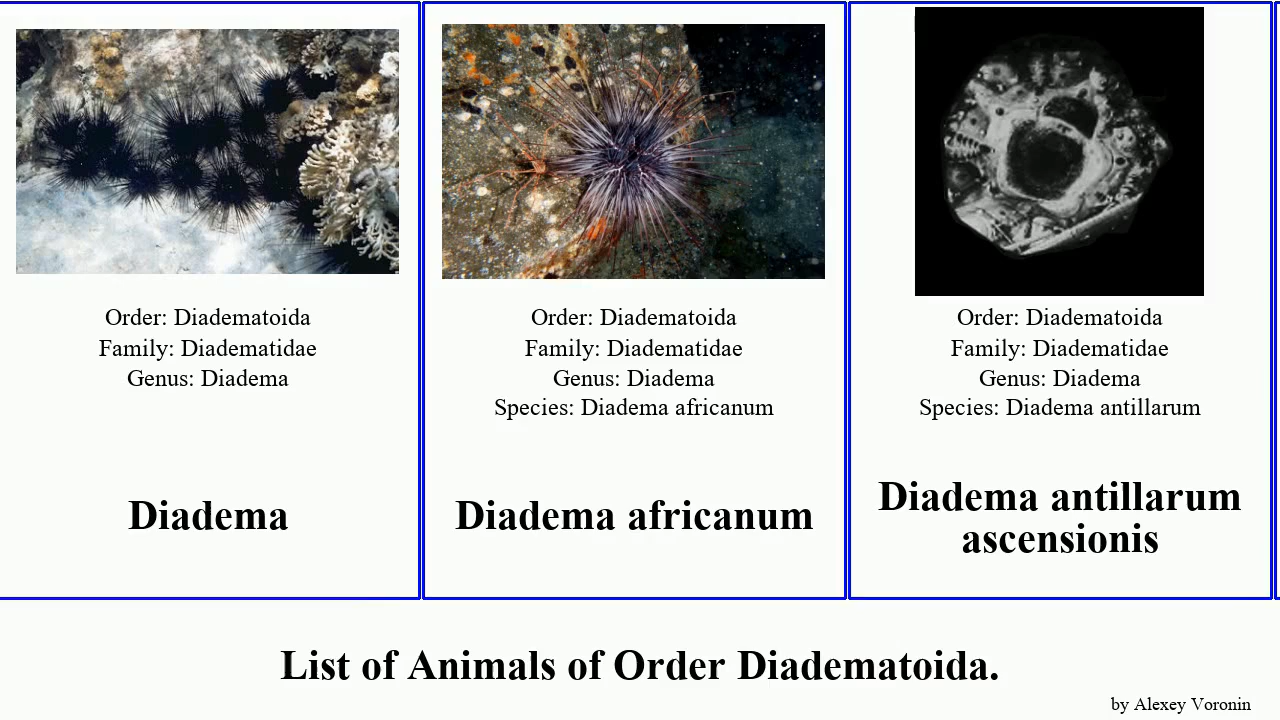 Order: Diadematoida
Family: Diadematidae
Genus: Diadema
Diadema
Order: Diadematoida
Family: Diadematidae
Genus: Diadema
Species: Diadema africanum
Diadema africanum
Order: Diadematoida
Family: Diadematidae
Genus: Diadema
Species: Diadema antillarum
Diadema antillarum
ascensionis
List of Animals of Order Diadematoida.
by Alexey Voronin